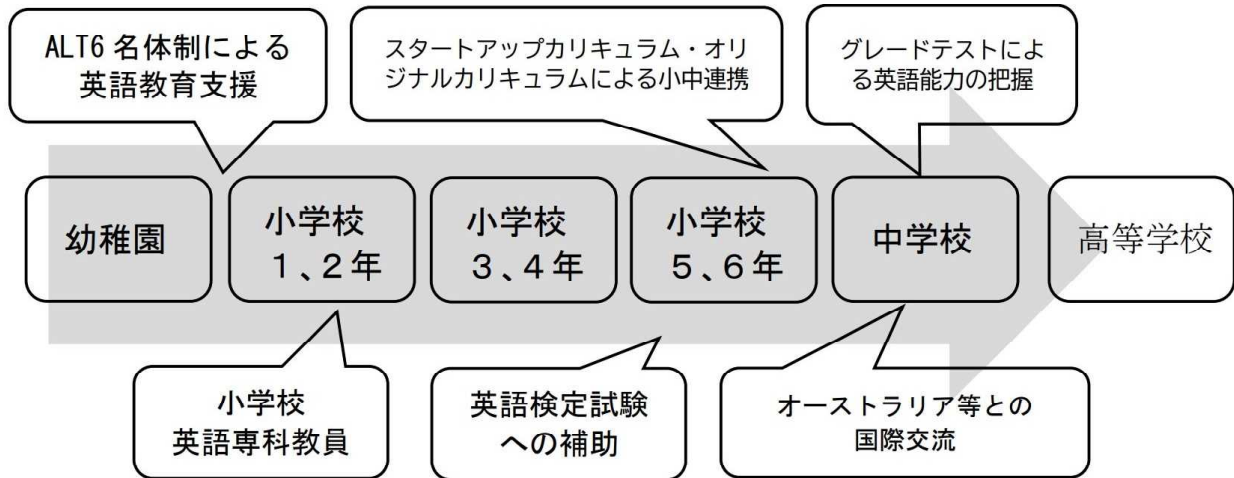 ALT6名体制による
英語教育支援
スタートアップカリキュラム・オリ
ジナルカリキュラムによる小中連携
グレードテストによ
る英語能力の把握
幼稚園
小学校
１、２年
小学校
３、４年
小学校
５、６年
中学校
高等学校
小学校
英語専科教員
英語検定試験
への補助
オーストラリア等との
国際交流